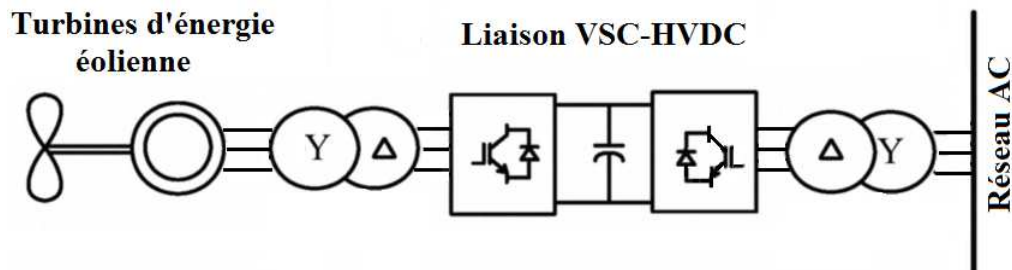 Turbines d'énergie
éolienne
Liaison VSC-HVDC
Y Δ
Δ Y
Réseau AC